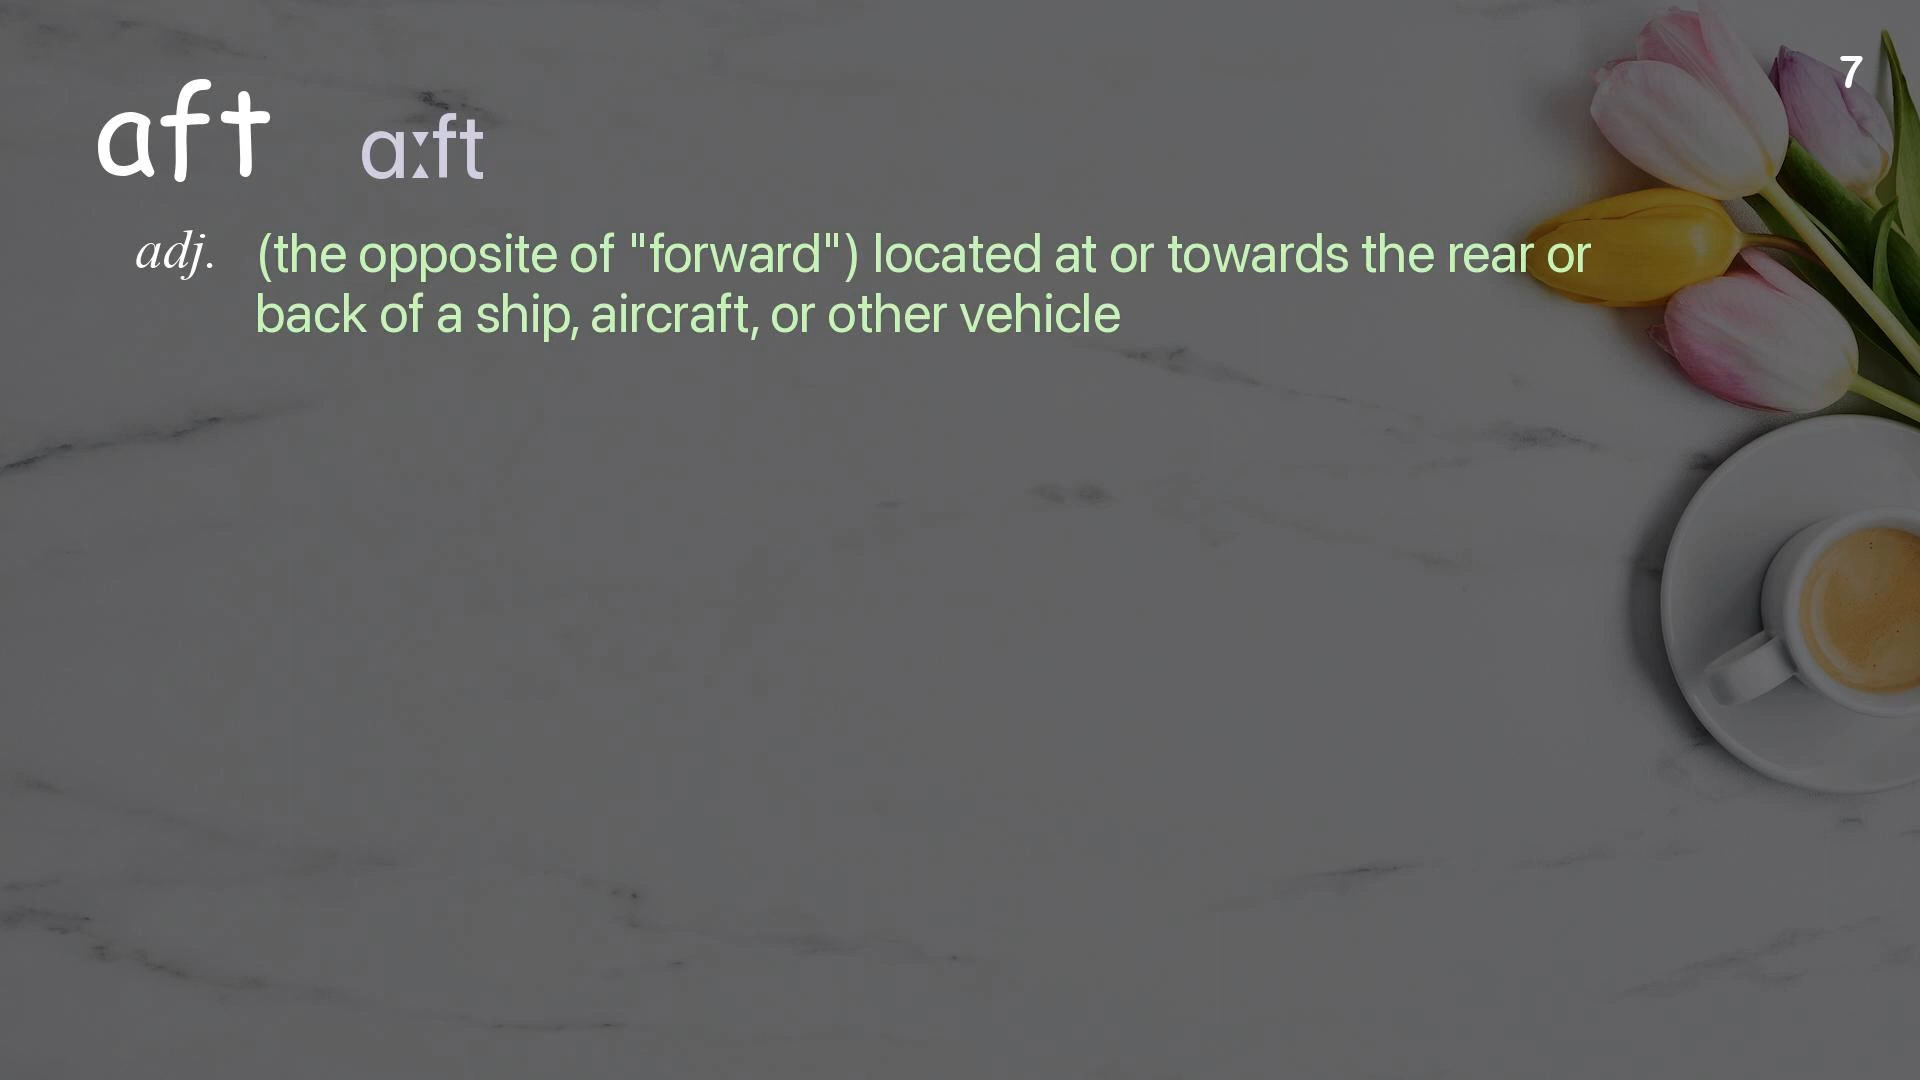 7
aft ɑːft
adj. (the opposite of "forward") located at or towards the rear or
back of a ship, aircraft, or other vehicle